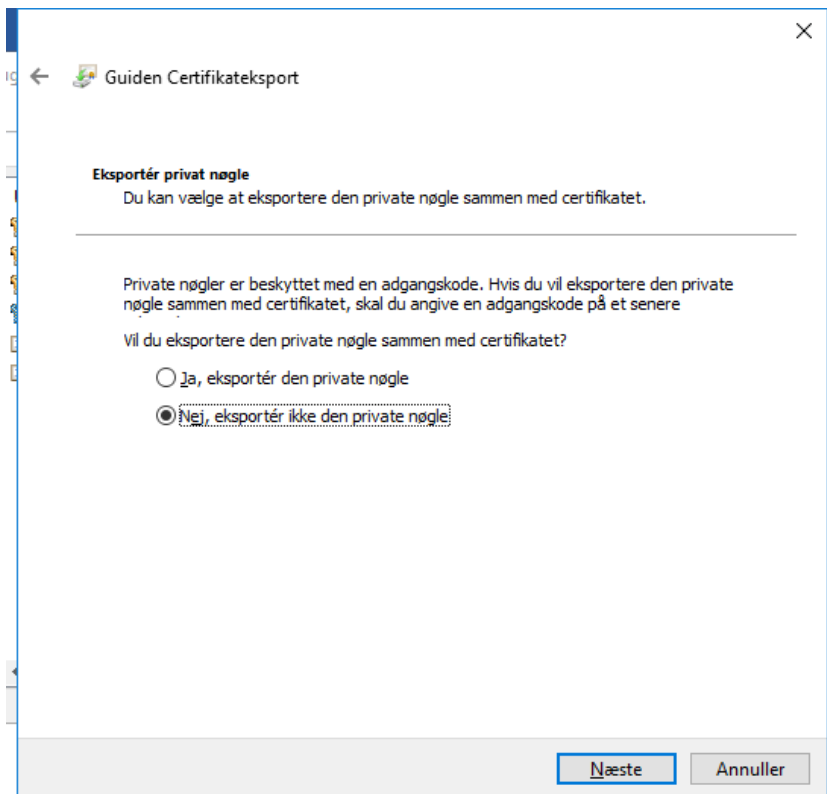 Guiden Certifikateksport
Eksportér privat nøgle
Du kan vælge at eksportere den private nøgle sammen med certifikatet.
Private nøgler er beskyttet med en adgangskode. Hvis du vil eksportere den private
nøgle sammen med certifikatet, skal du angive en adgangskode på et senere
Vil du eksportere den private nøgle sammen med certifikatet?
Ja, eksportér den private nøgle
Nej, eksportér ikke den private nøgle
Næste
Annuller